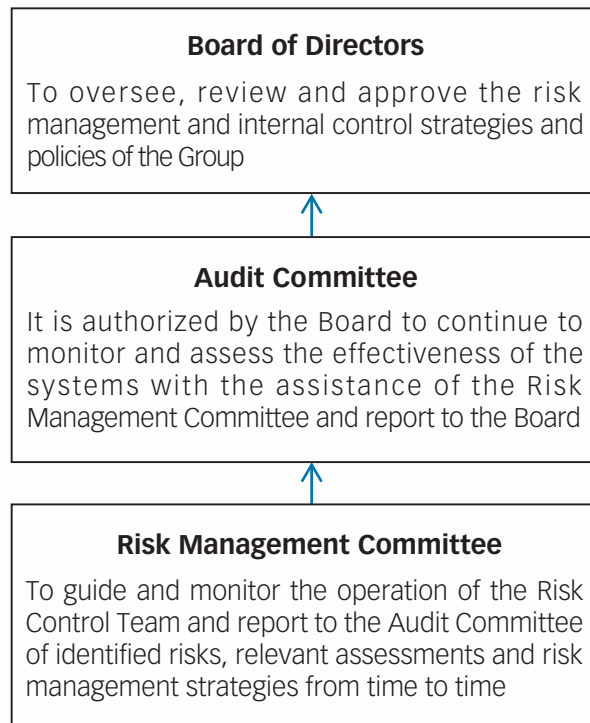 Board of Directors
To oversee, review and approve the risk
management and internal control strategies and
policies of the Group
Audit Committee
It is authorized by the Board to continue to
monitor and assess the effectiveness of the
systems with the assistance of the Risk
Management Committee and report to the Board
Risk Management Committee
To guide and monitor the operation of the Risk
Control Team and report to the Audit Committee
of identified risks, relevant assessments and risk
management strategies from time to time